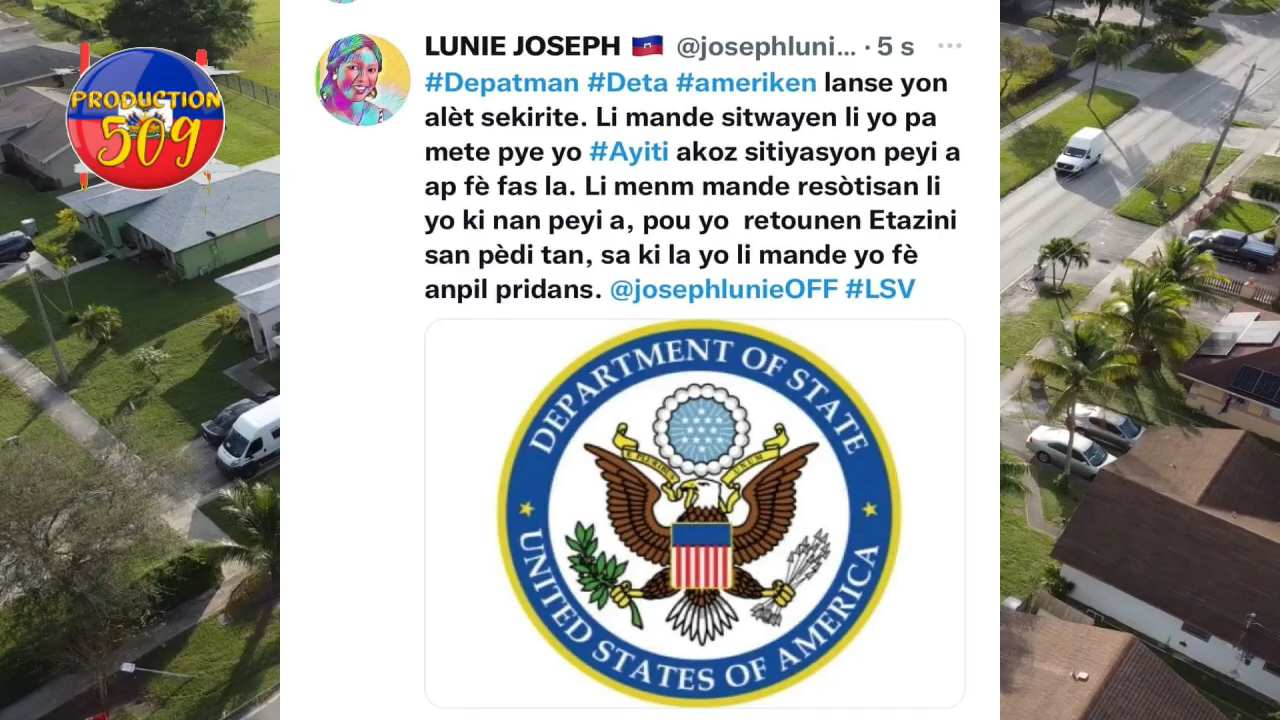 PRODUCTION
509
LUNIE JOSEPH 🇭🇹 @josephluni... · 5 s ···
#Depatman #Deta #ameriken lanse yon
alèt sekirite. Li mande sitwayen li yo pa
mete pye yo #Ayiti akoz sitiyasyon peyi a
ap fè fas la. Li menm mande resòtisan li
yo ki nan peyi a, pou yo retounen Etazini
san pèdi tan, sa ki la yo li mande yo fè
anpil pridans. @josephlunieOFF #LSV
DEPARTMENT OF STATE
UNITED STATES OF AMERICA